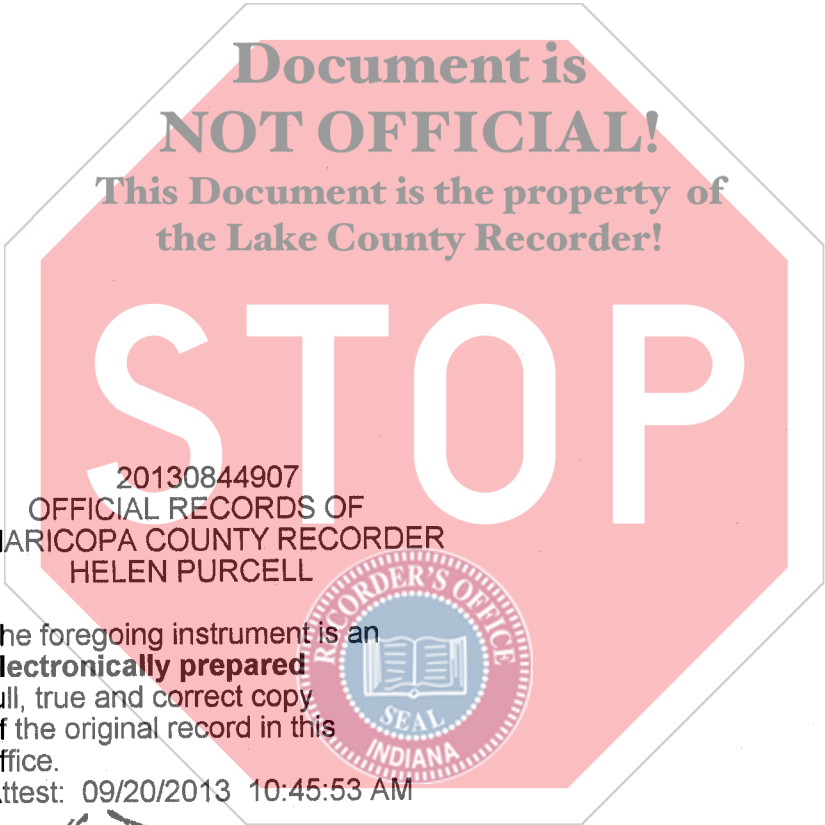 Document is
NOT OFFICIAL!
This Document is the property of
the Lake County Recorder!
STOP
20130844907
OFFICIAL RECORDS OF
ARICOPA COUNTY RECORDER
HELEN PURCELL
RECORDER'S OFFICE
SEAL
INDIANA
he foregoing instrument is an
lectronically prepared
ll, true and correct copy
f the original record in this
ffice.
ttest: 09/20/2013 10:45:53 AM